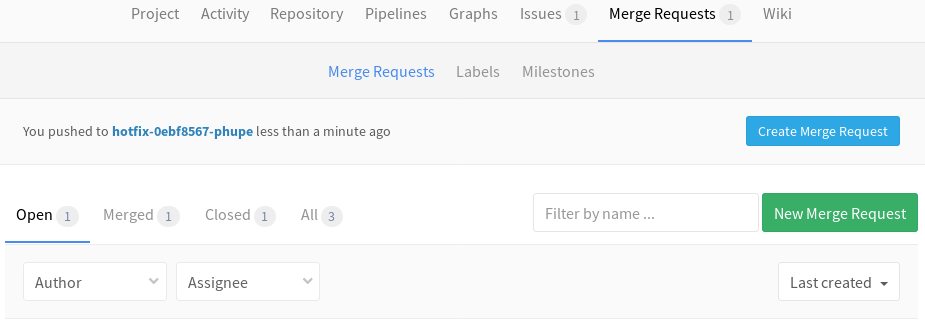 Project Activity Repository Pipelines Graphs Issues 1 Merge Requests 1 Wiki
Merge Requests Labels Milestones
You pushed to hotfix-0ebf8567-phupe less than a minute ago Create Merge Request
Open 1 Merged 1 Closed 1 All 3 Filter by name ... New Merge Request
Author Assignee Last created